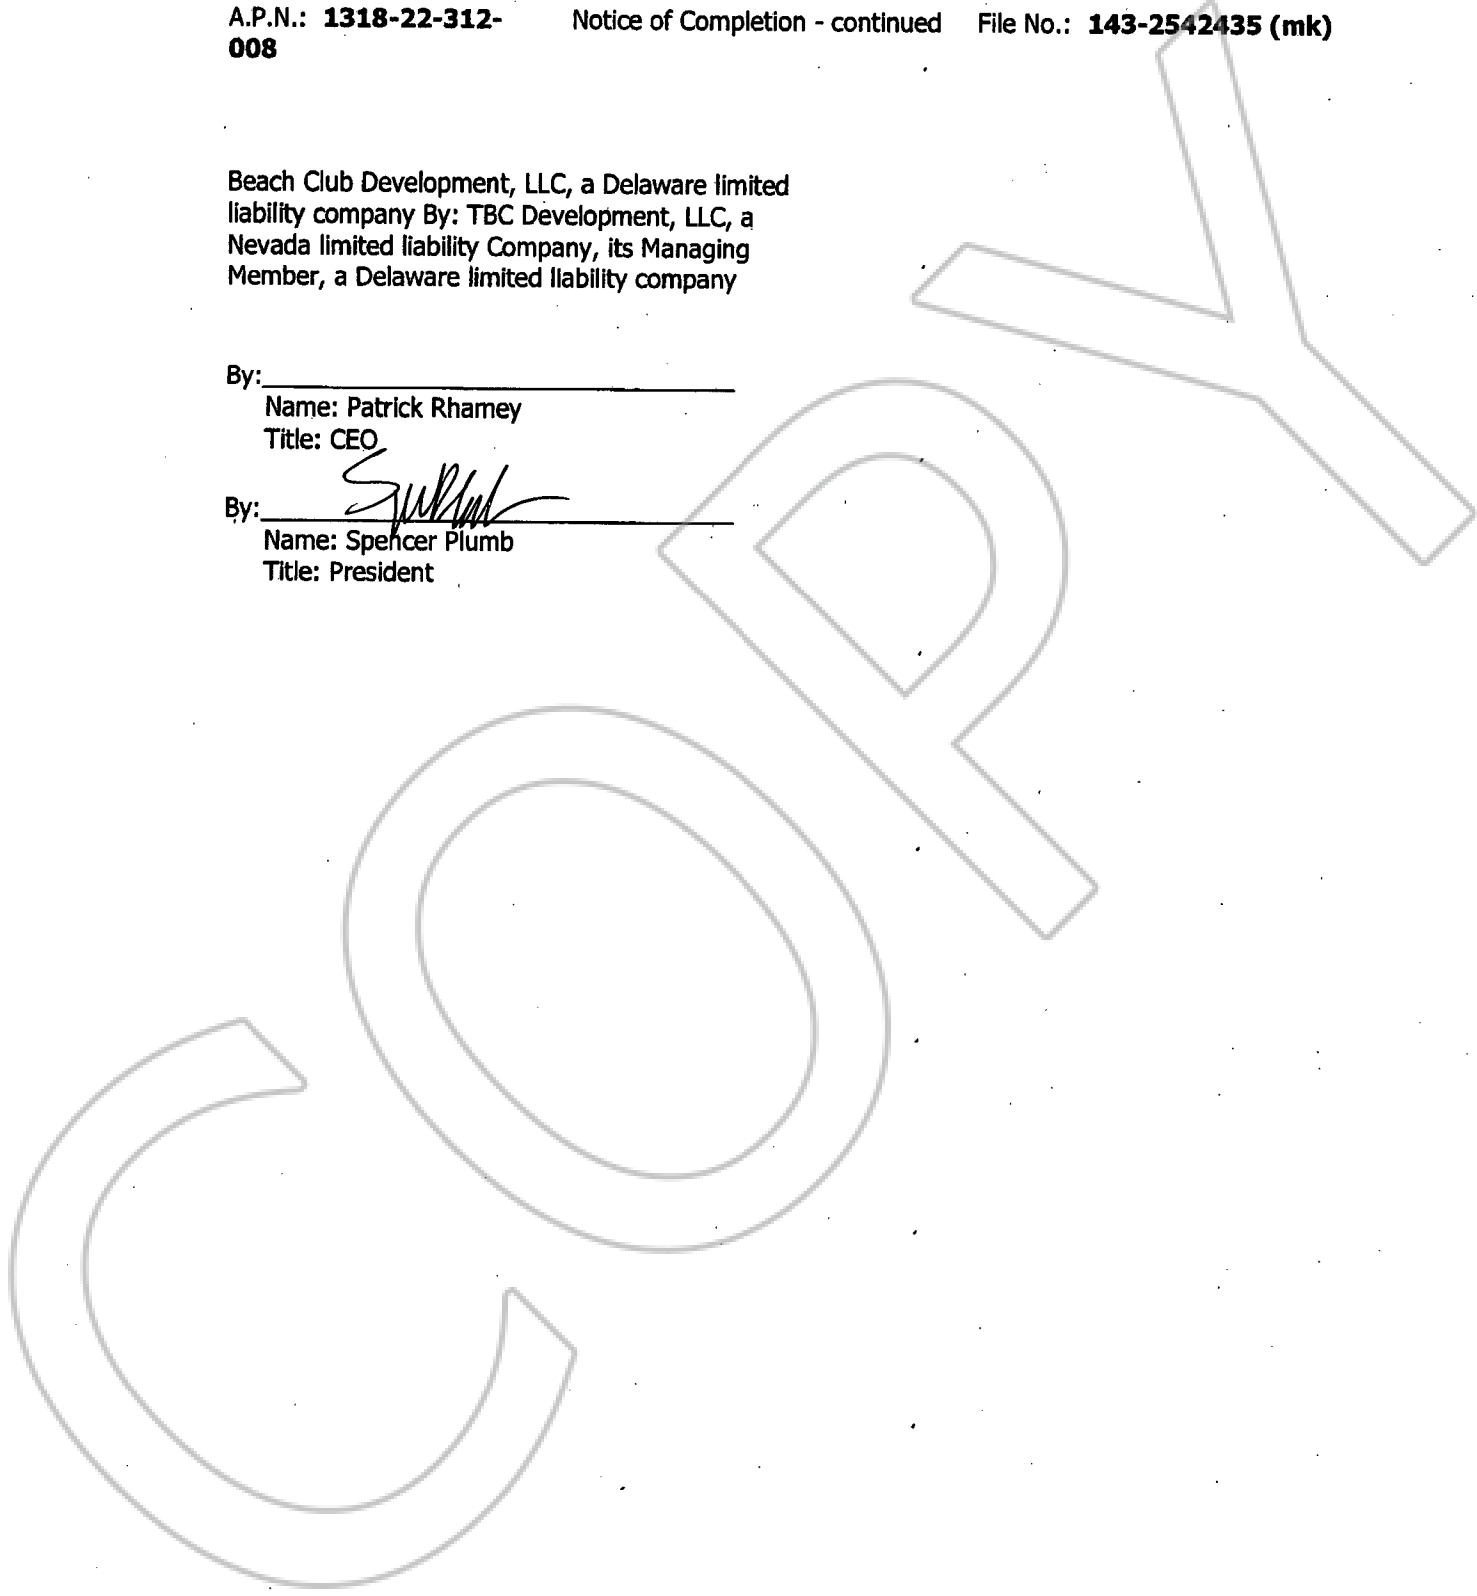 A.P.N.: 1318-22-312- Notice of Completion - continued File No.: 143-2542435 (mk)
008
Beach Club Development, LLC, a Delaware limited
liability company By: TBC Development, LLC, a
Nevada limited liability Company, its Managing
Member, a Delaware limited liability company
By:
Name: Patrick Rhamey
Title: CEO
By:
Name: Spencer Plumb
Title: President
COPY